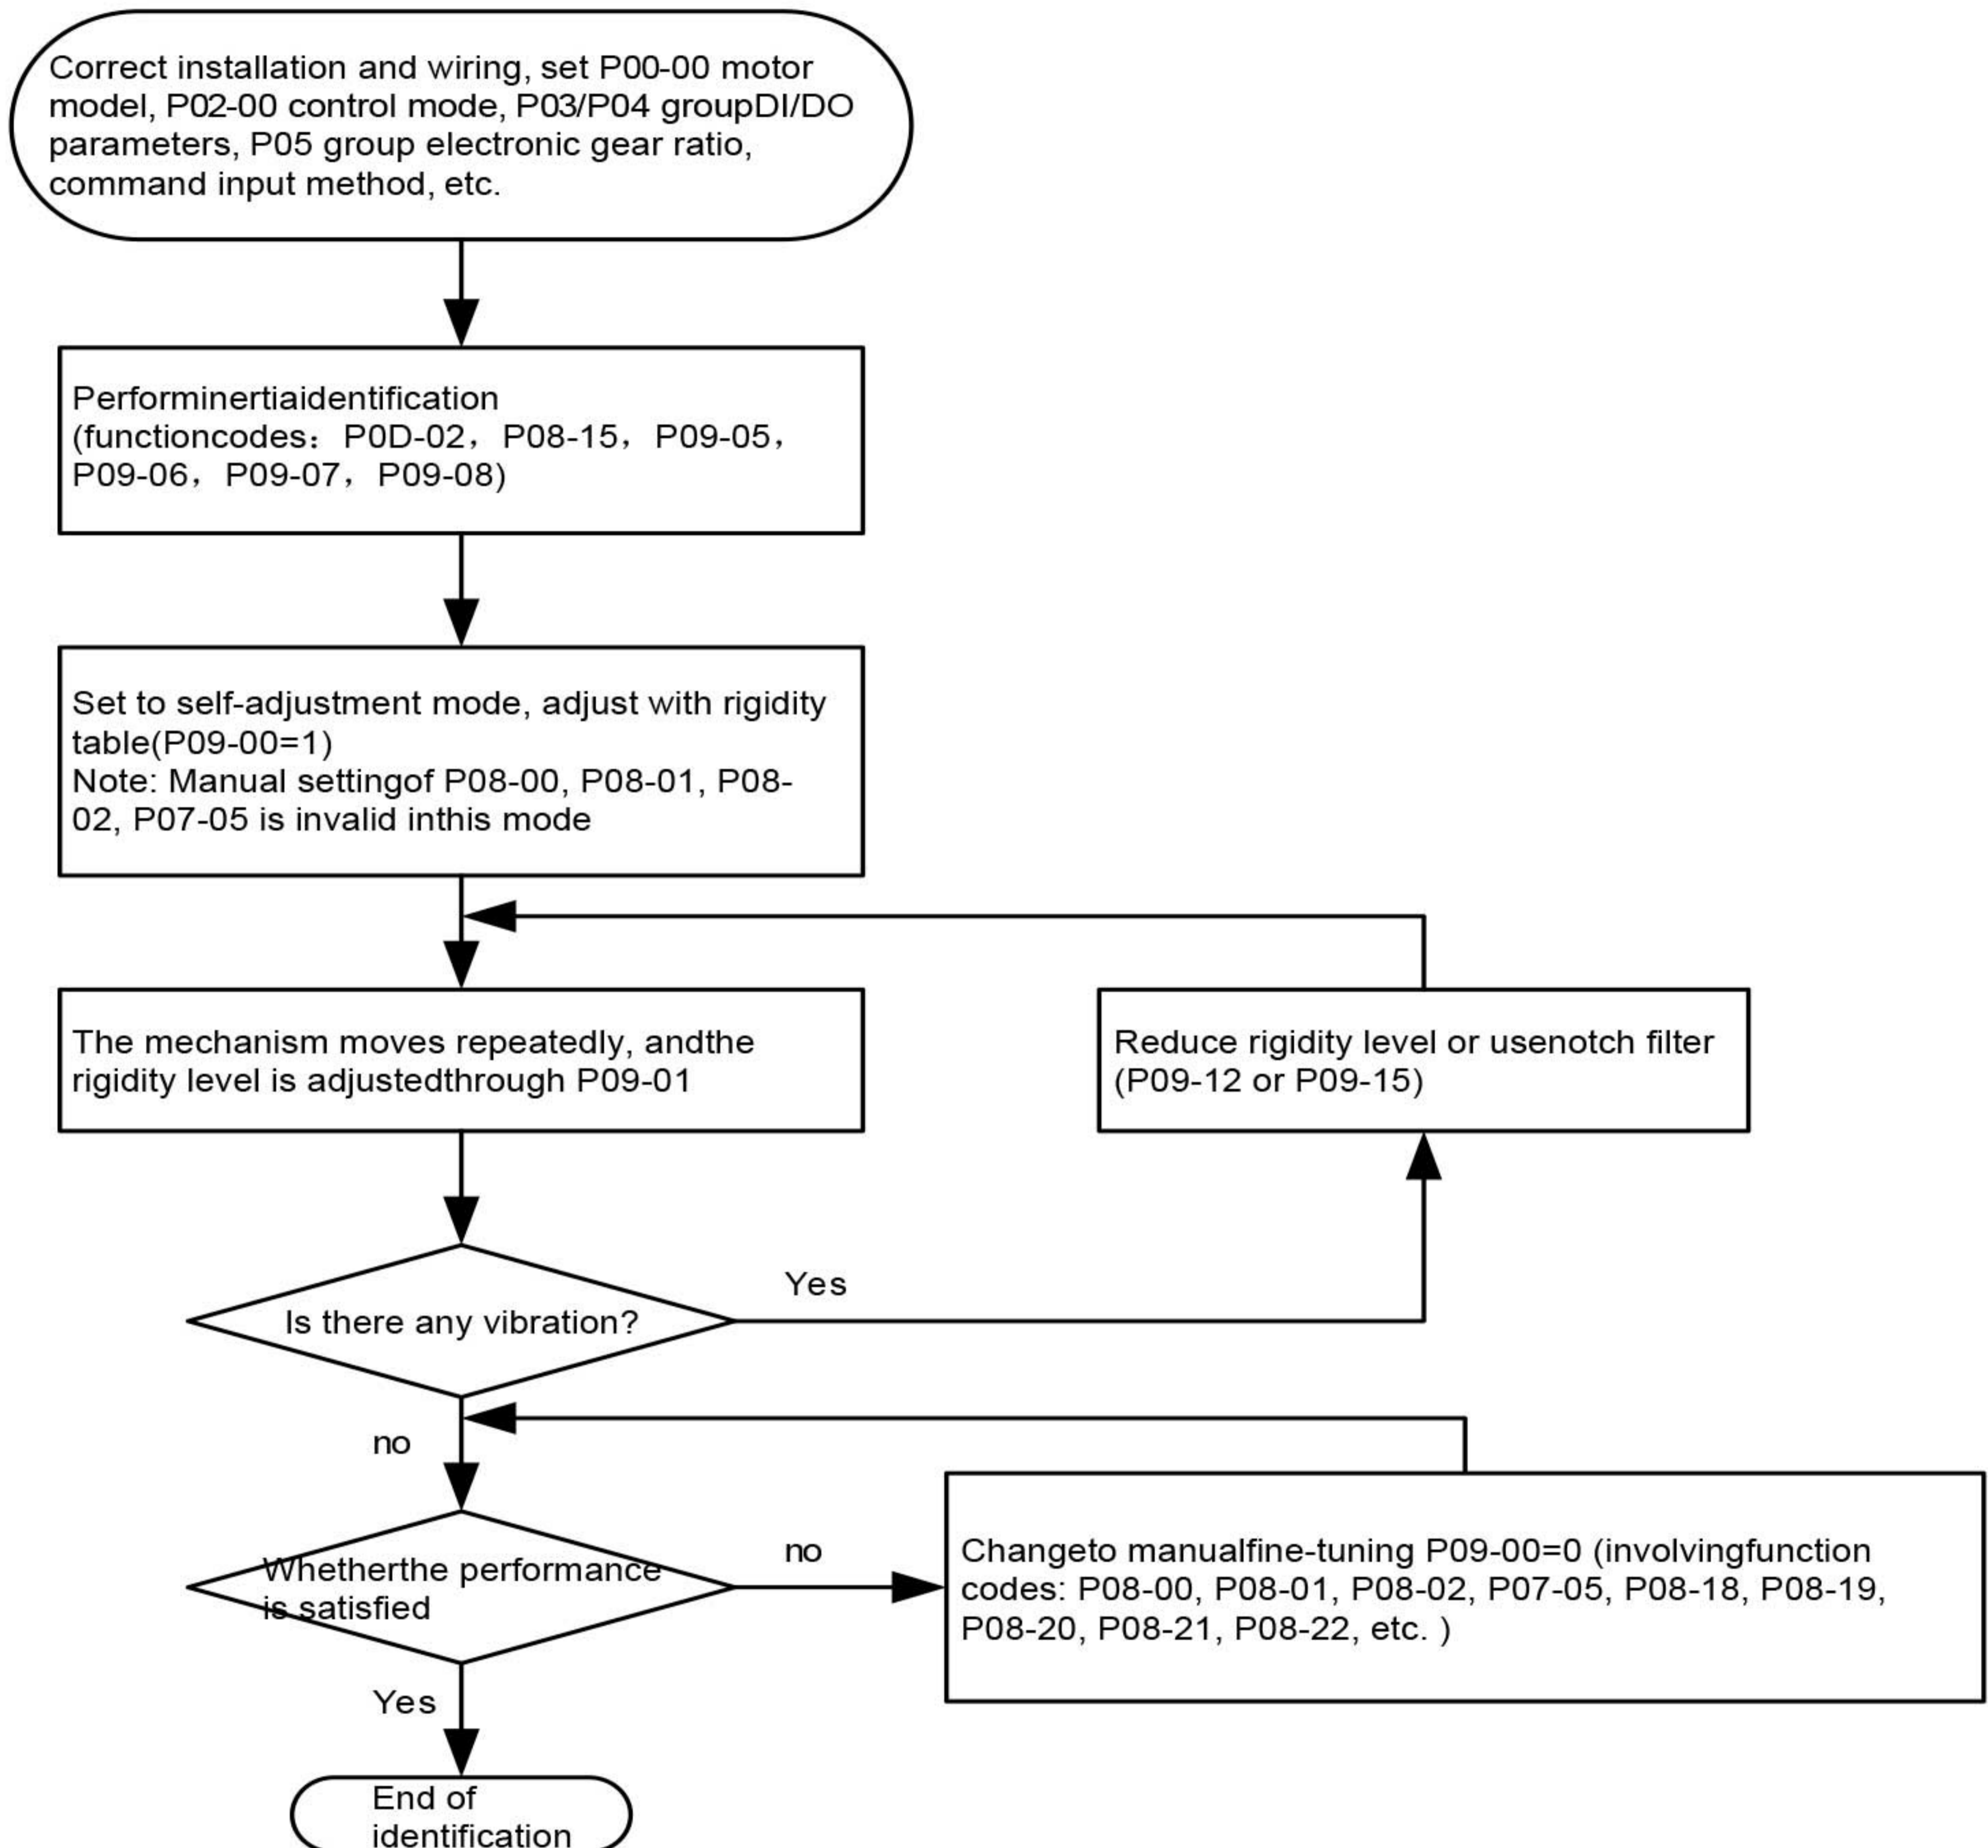 Correct installation and wiring, set P00-00 motor
model, P02-00 control mode, P03/P04 groupDI/DO
parameters, P05 group electronic gear ratio,
command input method, etc.
Performinertiaidentification
(functioncodes：P0D-02，P08-15，P09-05，
P09-06，P09-07，P09-08)
Set to self-adjustment mode, adjust with rigidity
table(P09-00=1)
Note: Manual settingof P08-00, P08-01, P08-
02, P07-05 is invalid inthis mode
The mechanism moves repeatedly, andthe
rigidity level is adjustedthrough P09-01
Reduce rigidity level or usenotch filter
(P09-12 or P09-15)
Is there any vibration?
Yes
no
Whetherthe performance
is satisfied
no
Changeto manualfine-tuning P09-00=0 (involvingfunction
codes: P08-00, P08-01, P08-02, P07-05, P08-18, P08-19,
P08-20, P08-21, P08-22, etc. )
Yes
End of
identification